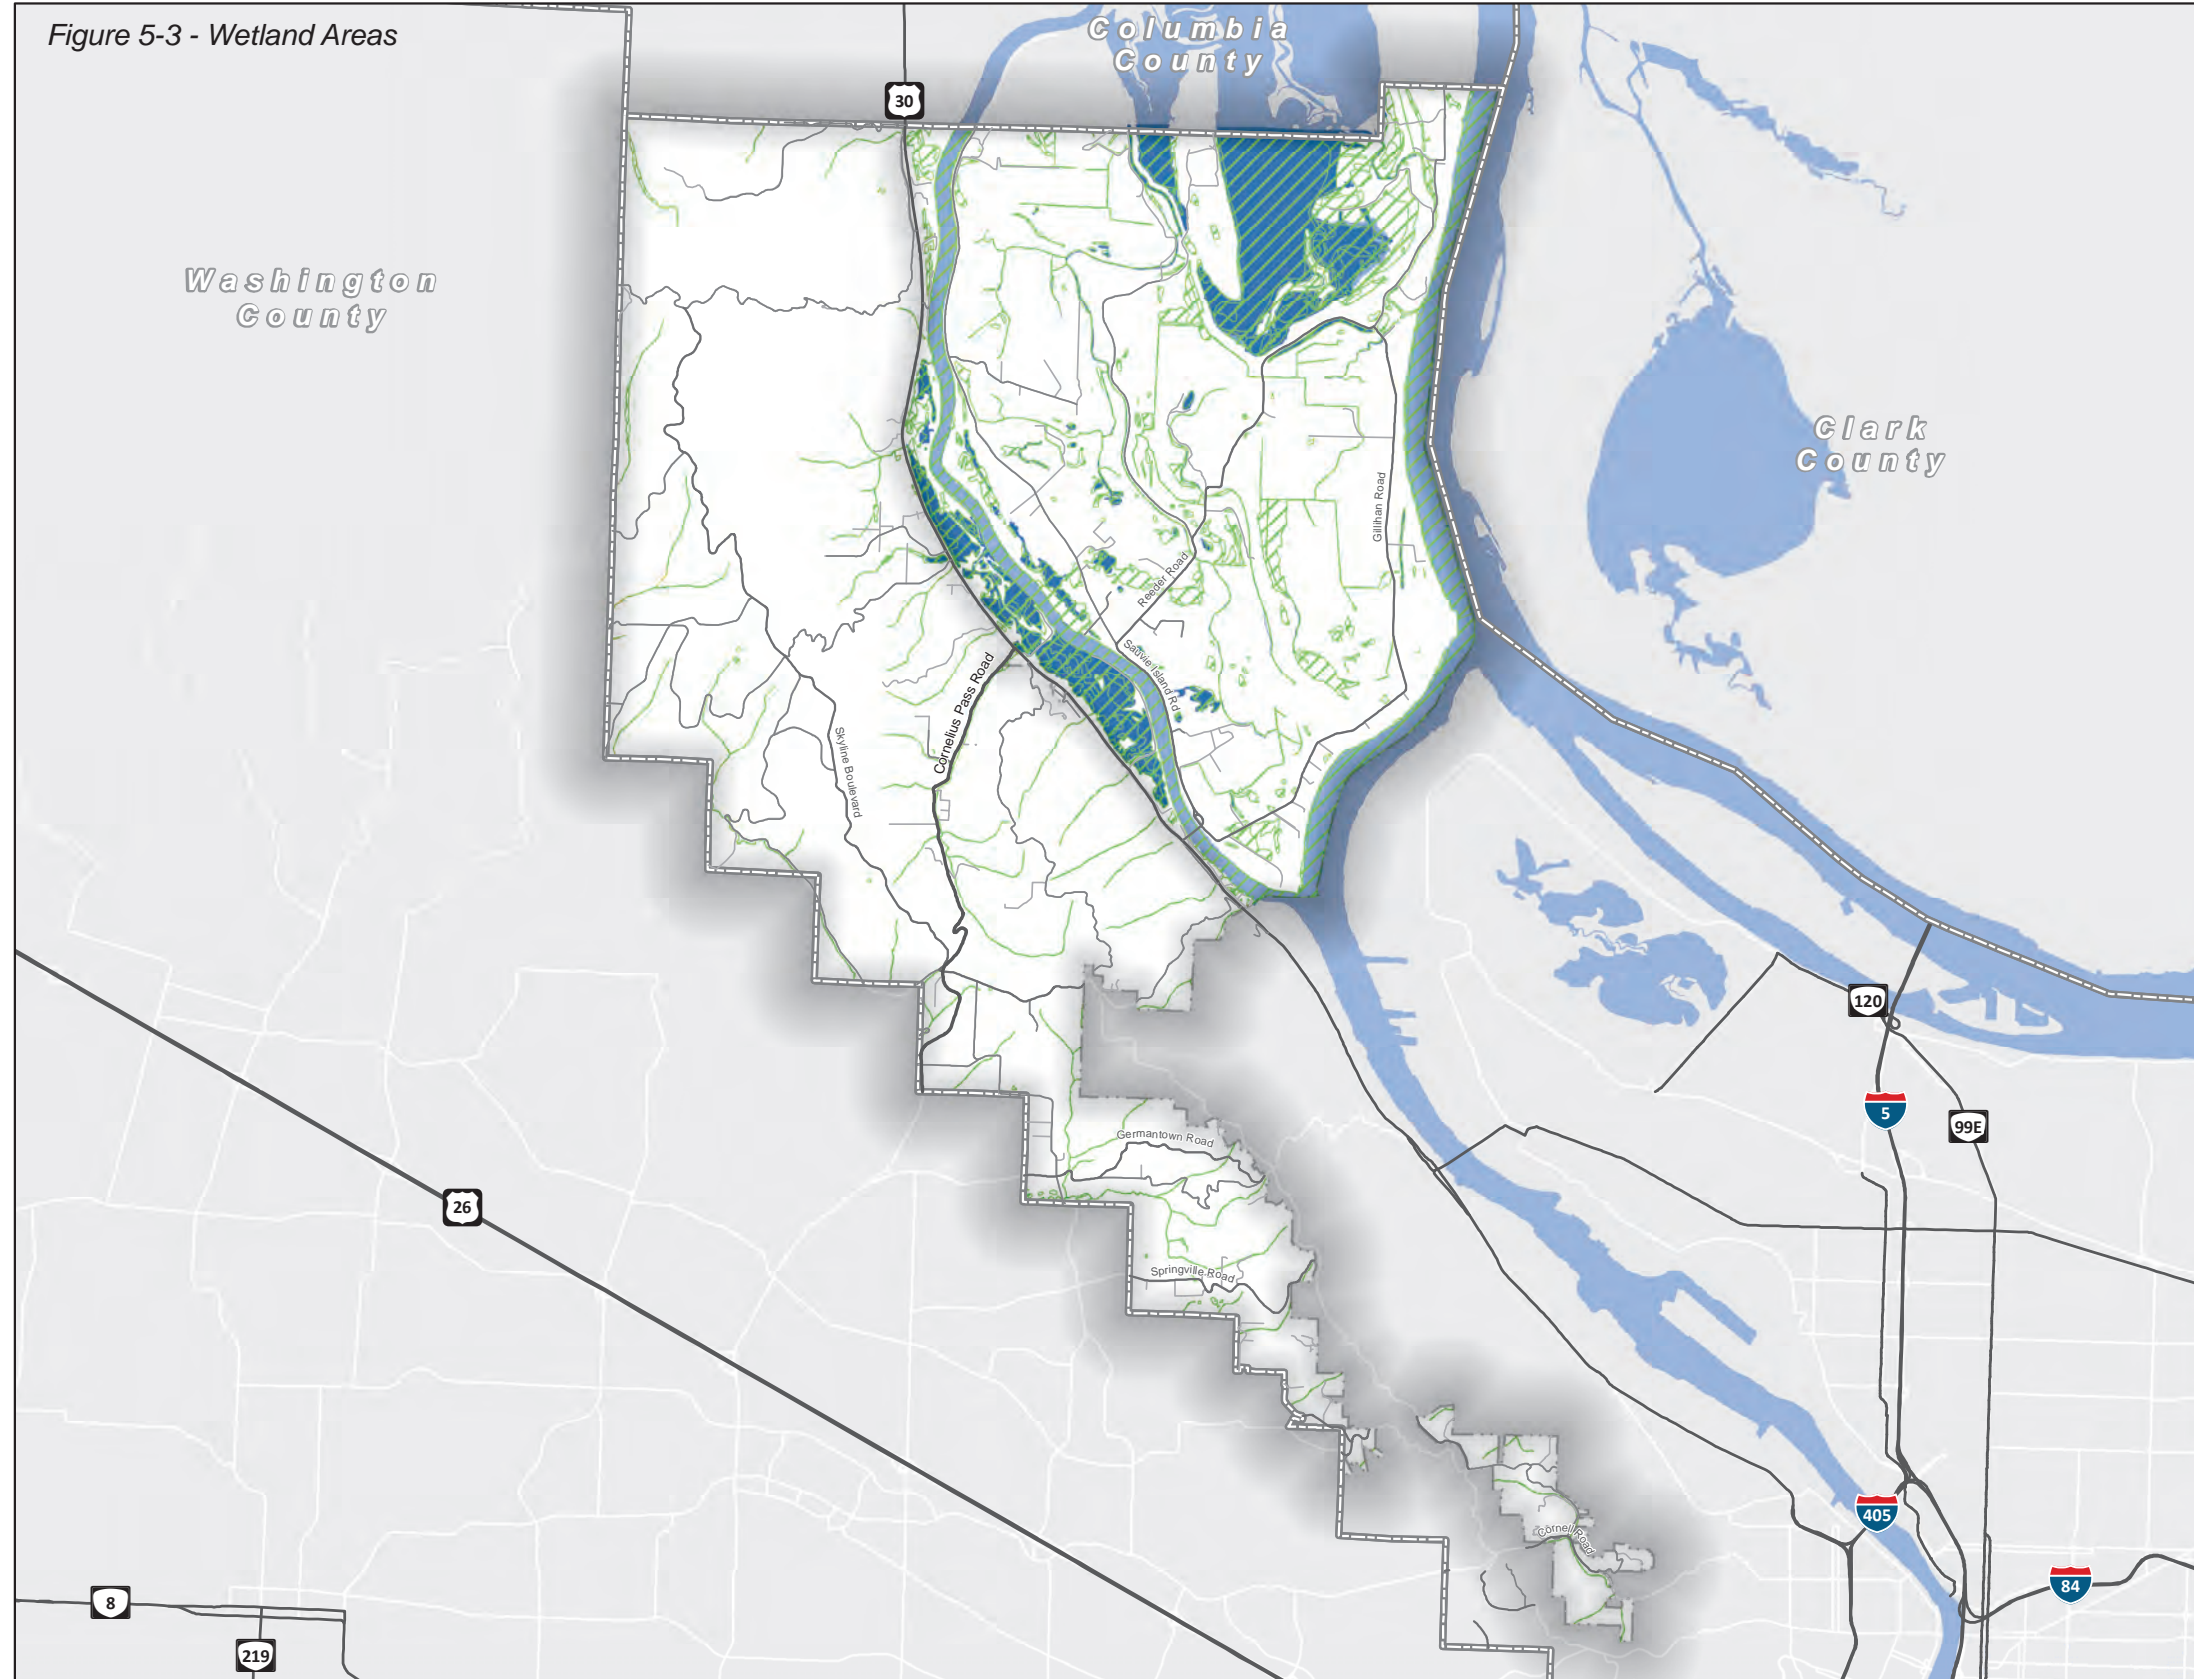 Figure 5-3 - Wetland Areas
Columbia
County
30
Washington
County
Clark
County
Gillihan Road
Reeder Road
Sauvie Island Rd
Cornelius Pass Road
Skyline Boulevard
120
5
99E
Germantown Road
26
Springville Road
405
Cornell Road
84
8
219